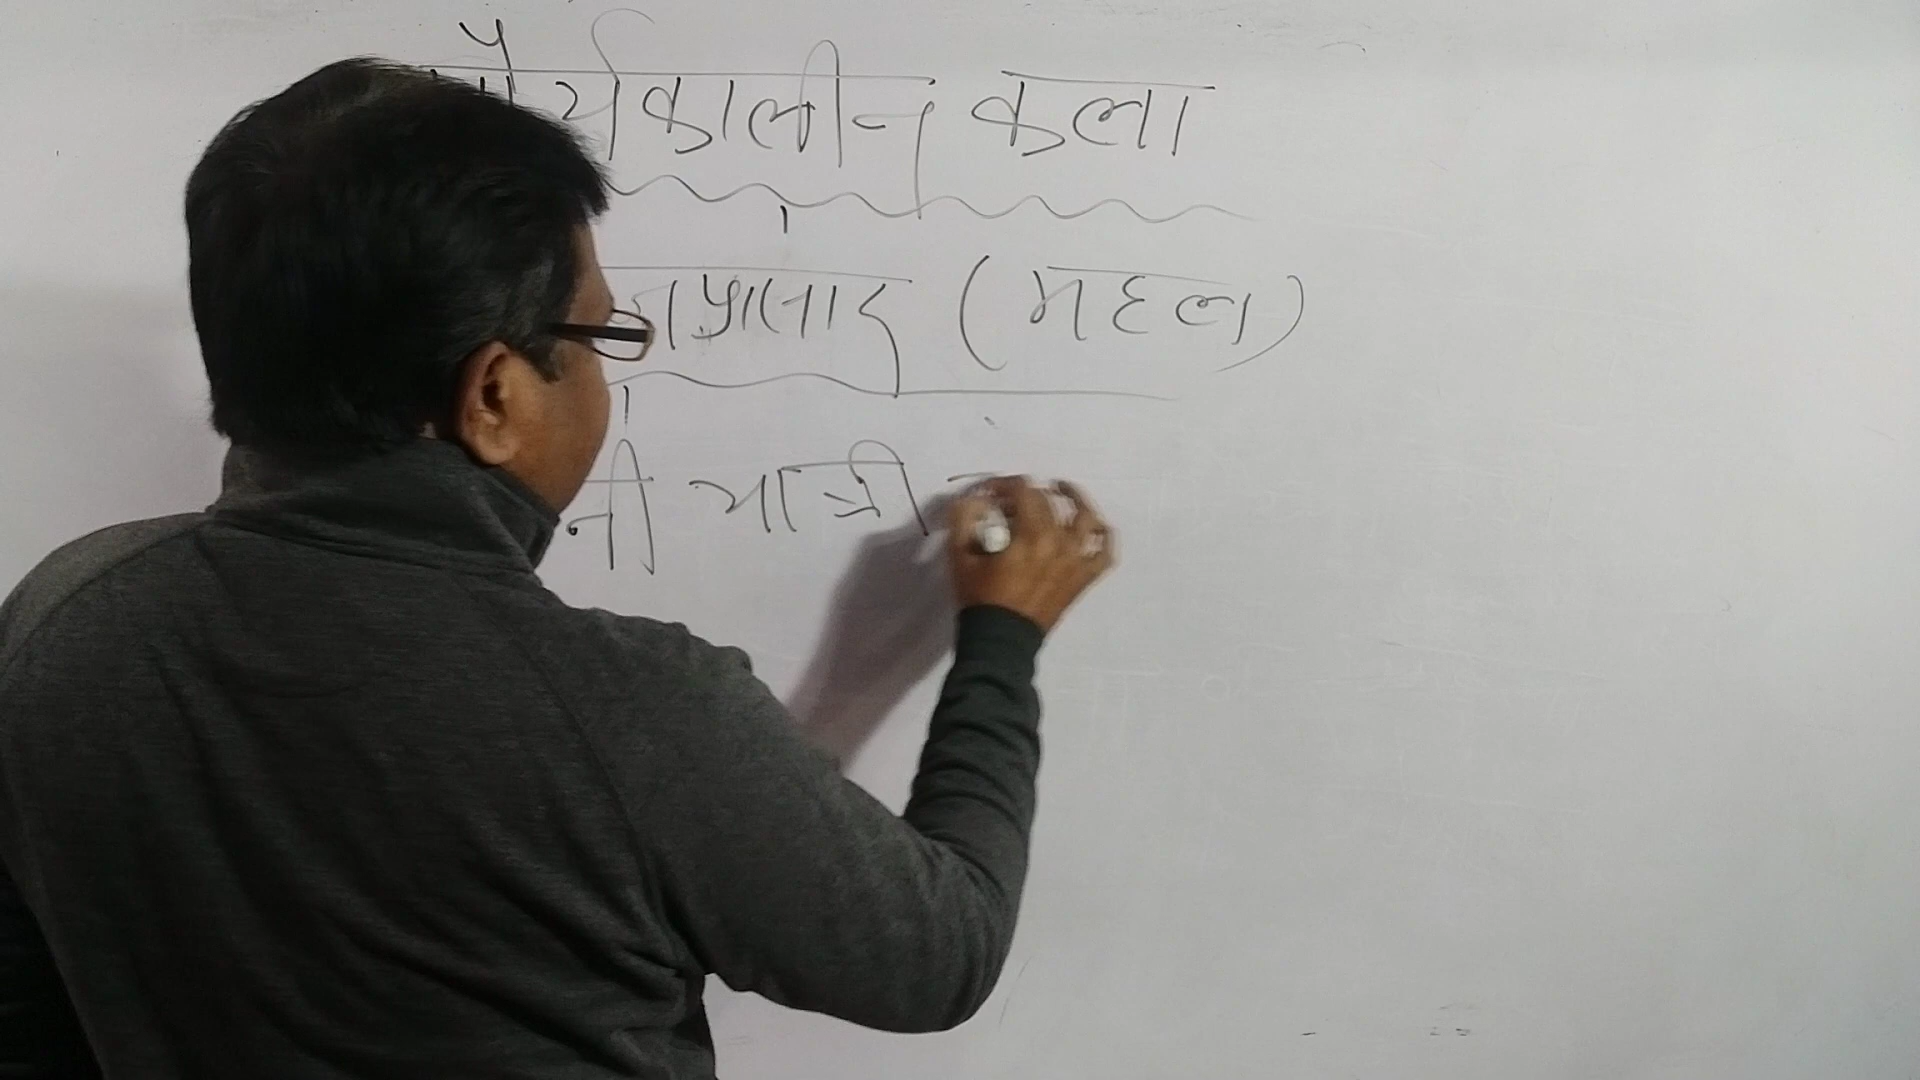 मौर्यकालीन कला
प्रासाद (महल)
यात्री